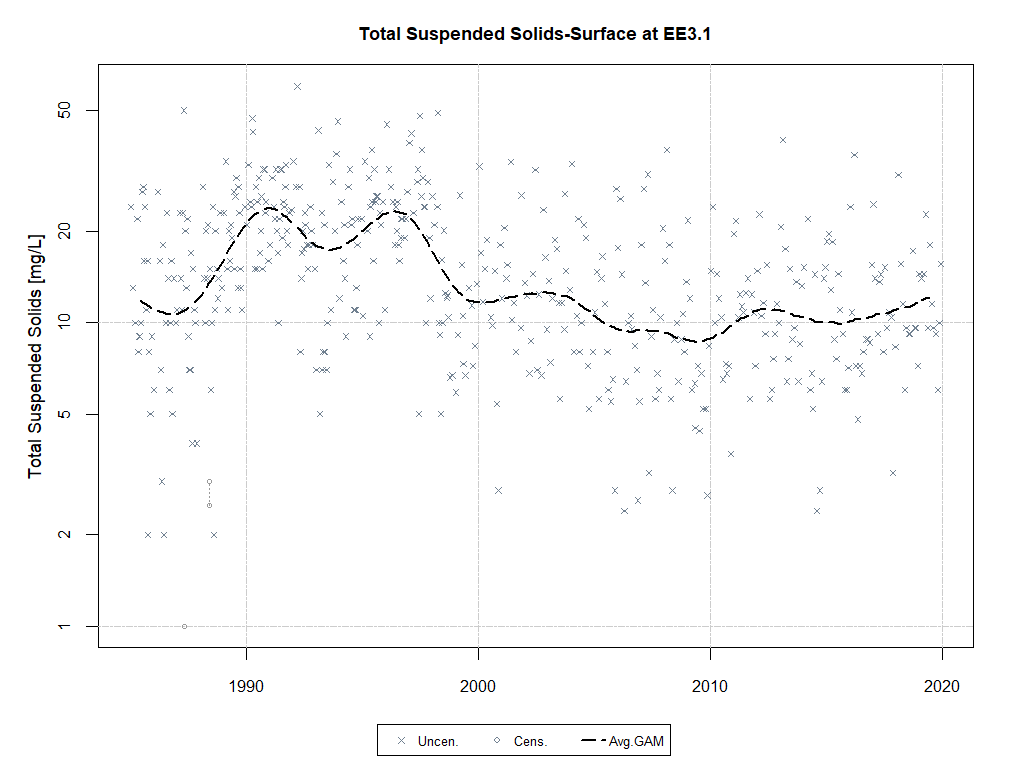 Total Suspended Solids-Surface at EE3.1
Total Suspended Solids [mg/L]
50
20
10
5
2
1
1990 2000 2010 2020
Uncen. Cens. Avg.GAM